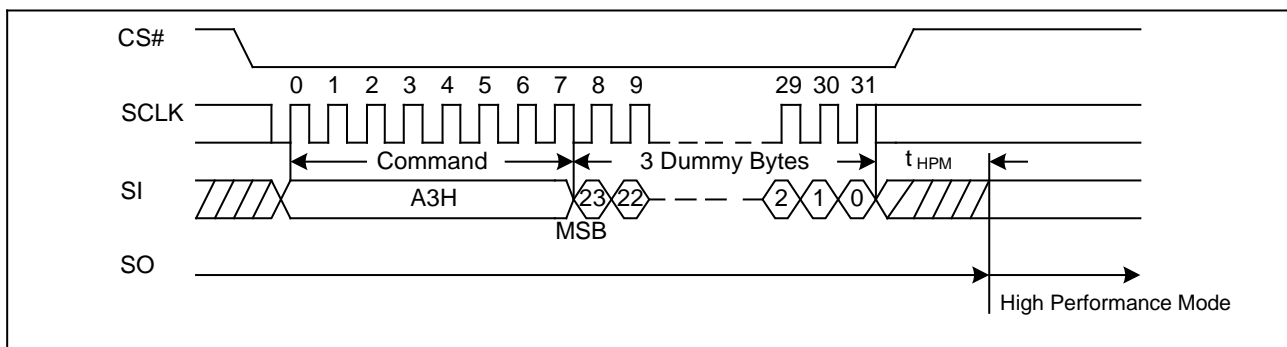 CS#
0 1 2 3 4 5 6 7 8 9 29 30 31
SCLK
Command 3 Dummy Bytes t HPM
SI A3H 23 22 2 1 0
MSB
SO
High Performance Mode